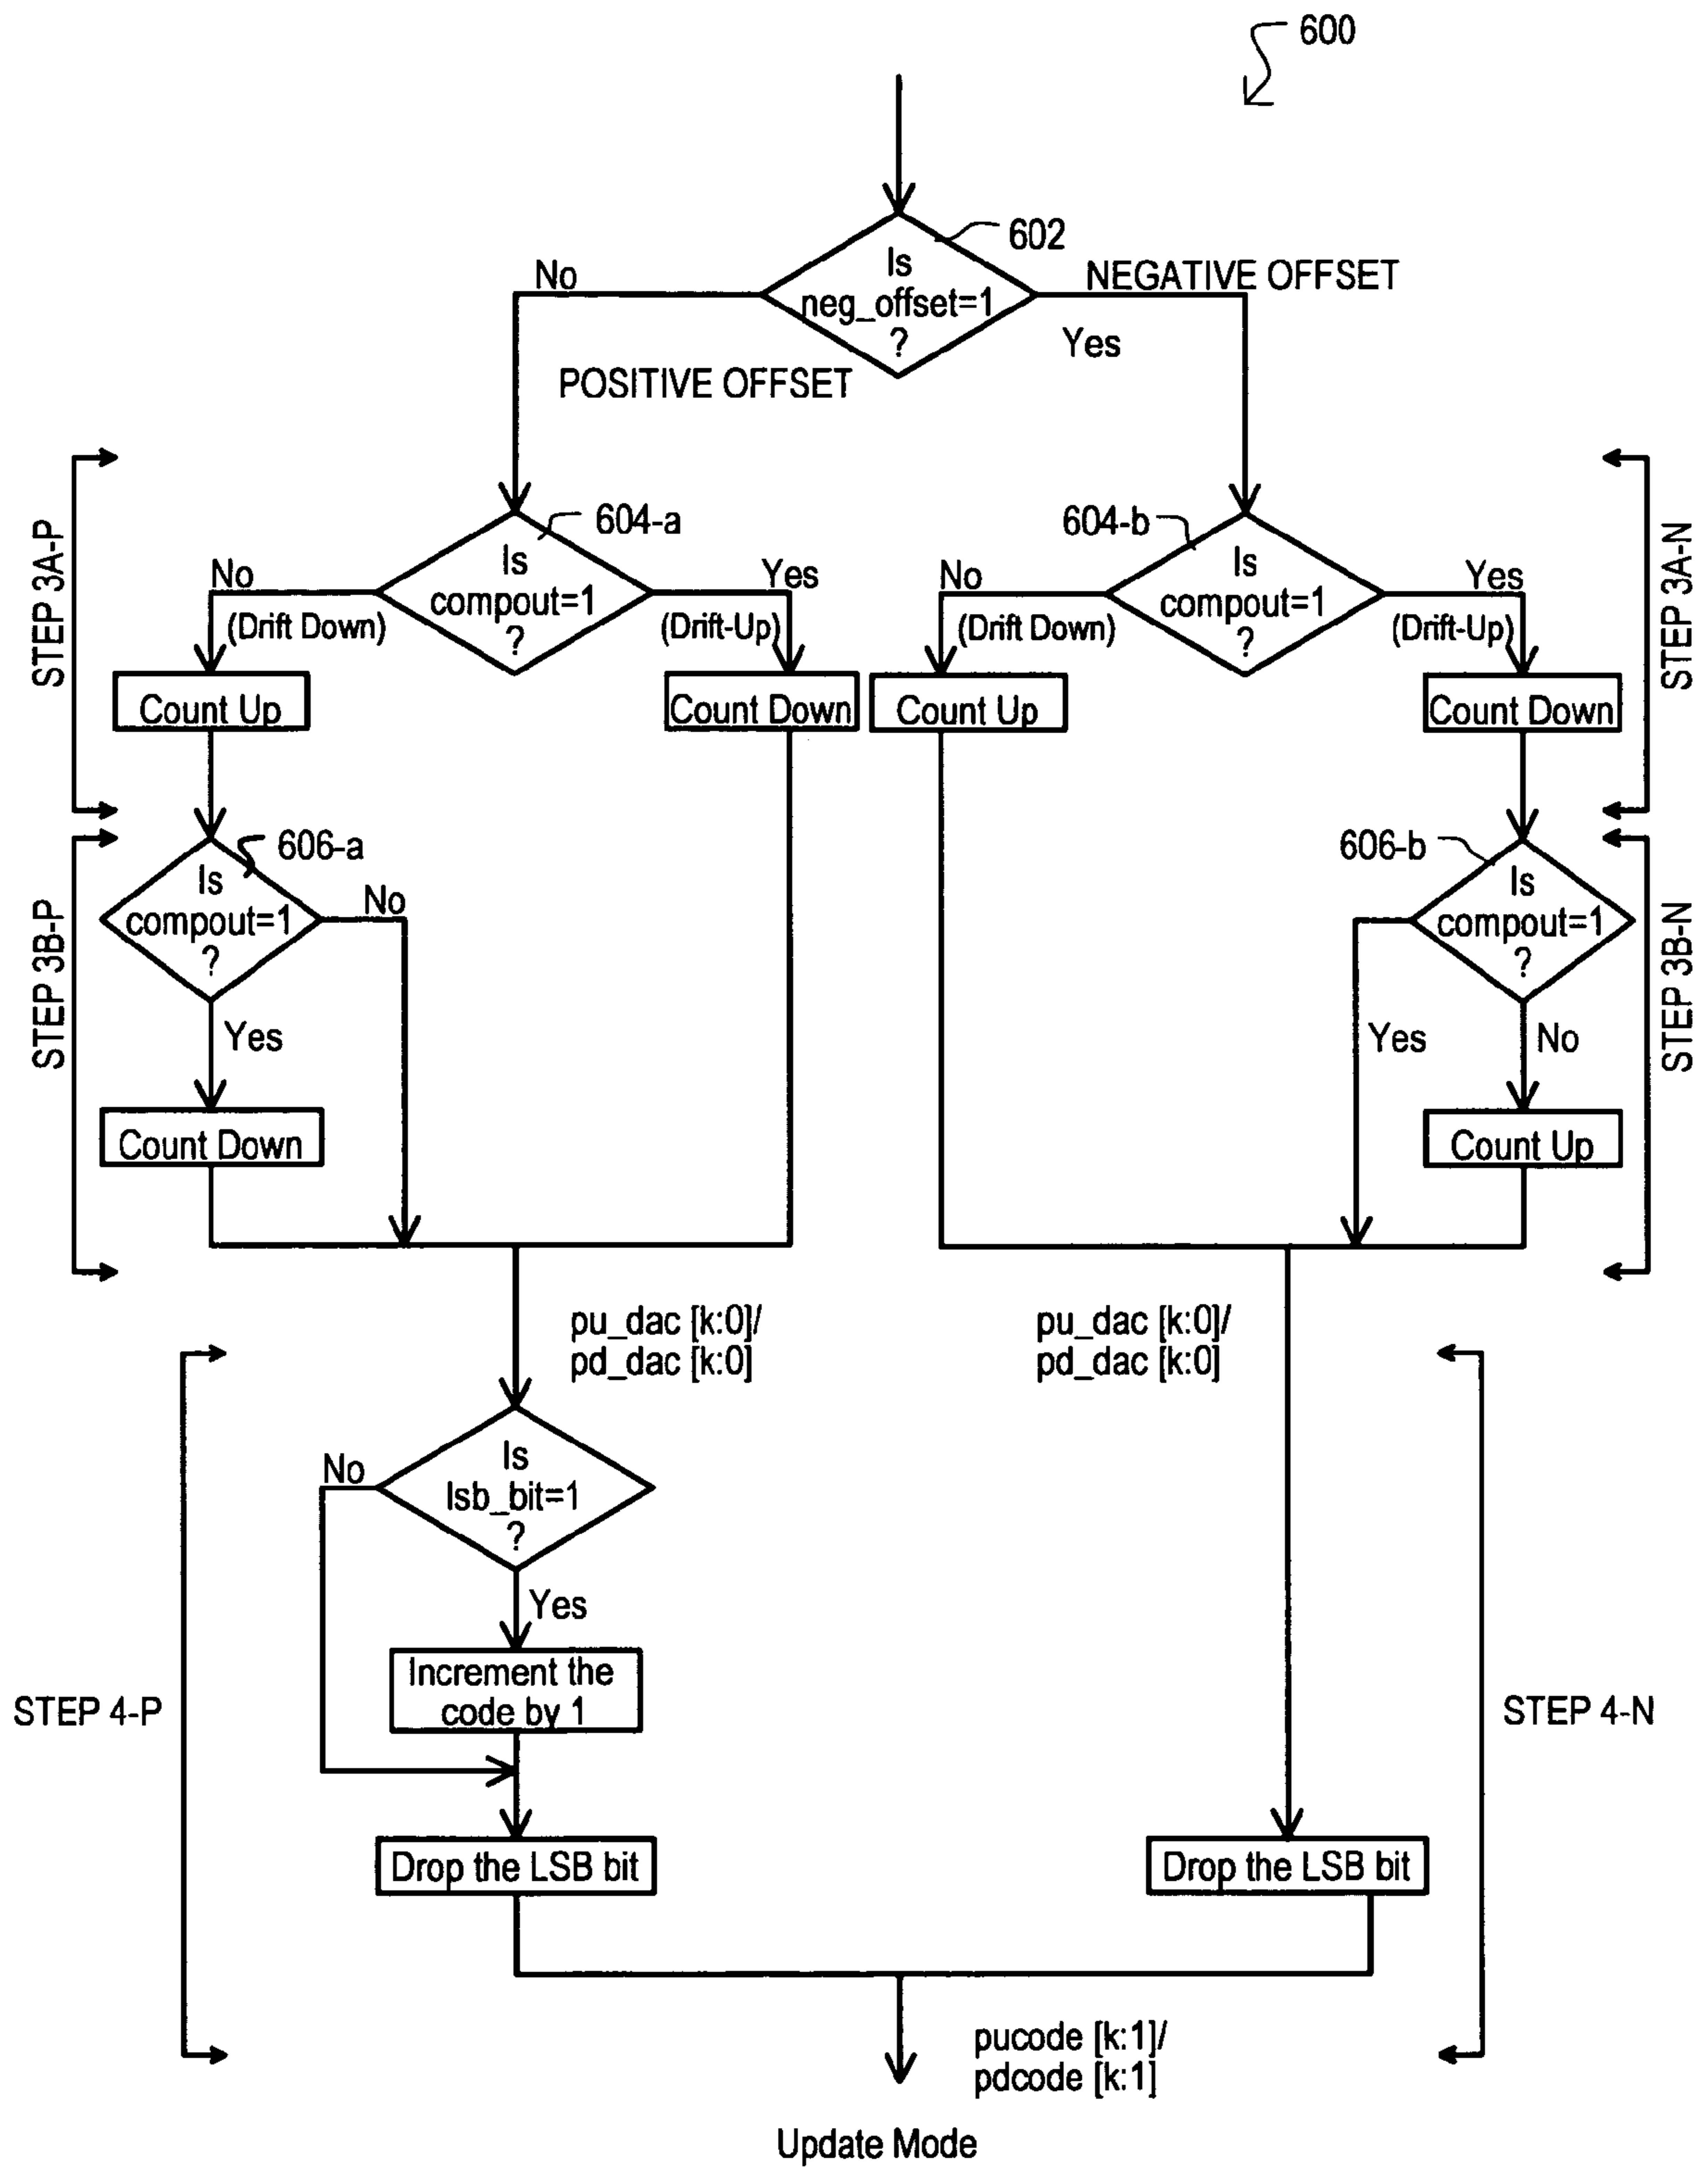 600
602
Is
neg_offset=1
?
No
NEGATIVE OFFSET
Yes
POSITIVE OFFSET
STEP 3A-P
604-a
Is
compout=1
?
No
(Drift Down)
Yes
(Drift-Up)
Count Up
Count Down
604-b
Is
compout=1
?
No
(Drift Down)
Yes
(Drift-Up)
Count Up
Count Down
STEP 3A-N
STEP 3B-P
606-a
Is
compout=1
?
No
Yes
Count Down
606-b
Is
compout=1
?
Yes
No
Count Up
STEP 3B-N
pu_dac [k:0]/
pd_dac [k:0]
pu_dac [k:0]/
pd_dac [k:0]
STEP 4-P
Is
lsb_bit=1
?
No
Yes
Increment the
code by 1
Drop the LSB bit
Drop the LSB bit
STEP 4-N
pucode [k:1]/
pdcode [k:1]
Update Mode